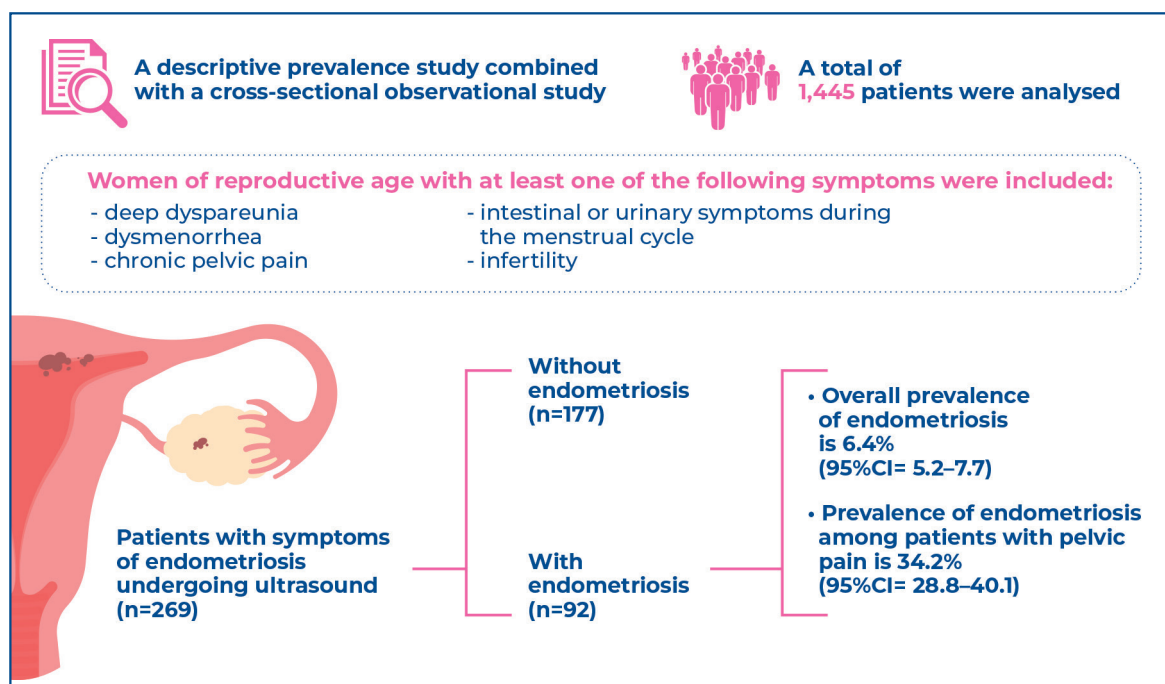 A descriptive prevalence study combined
with a cross-sectional observational study
A total of
1,445 patients were analysed
Women of reproductive age with at least one of the following symptoms were included:
- deep dyspareunia
- dysmenorrhea
- chronic pelvic pain
- intestinal or urinary symptoms during
the menstrual cycle
- infertility
Patients with symptoms
of endometriosis
undergoing ultrasound
(n=269)
Without
endometriosis
(n=177)
With
endometriosis
(n=92)
• Overall prevalence
of endometriosis
is 6.4%
(95%CI= 5.2–7.7)
• Prevalence of endometriosis
among patients with pelvic
pain is 34.2%
(95%CI= 28.8–40.1)